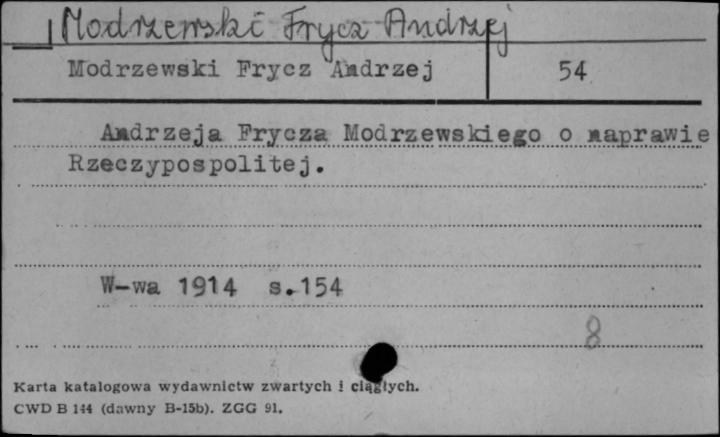 Modrzewski Frycz Andrzej
Modrzewski Frycz Andrzej 54
Andrzeja Frycza Modrzewskiego o naprawie
Rzeczypospolitej.
W-wa 1914 s.154
8
Karta katalogowa wydawnictw zwartych i ciągłych.
CWD B 144 (dawny B-15b). ZGG 91.